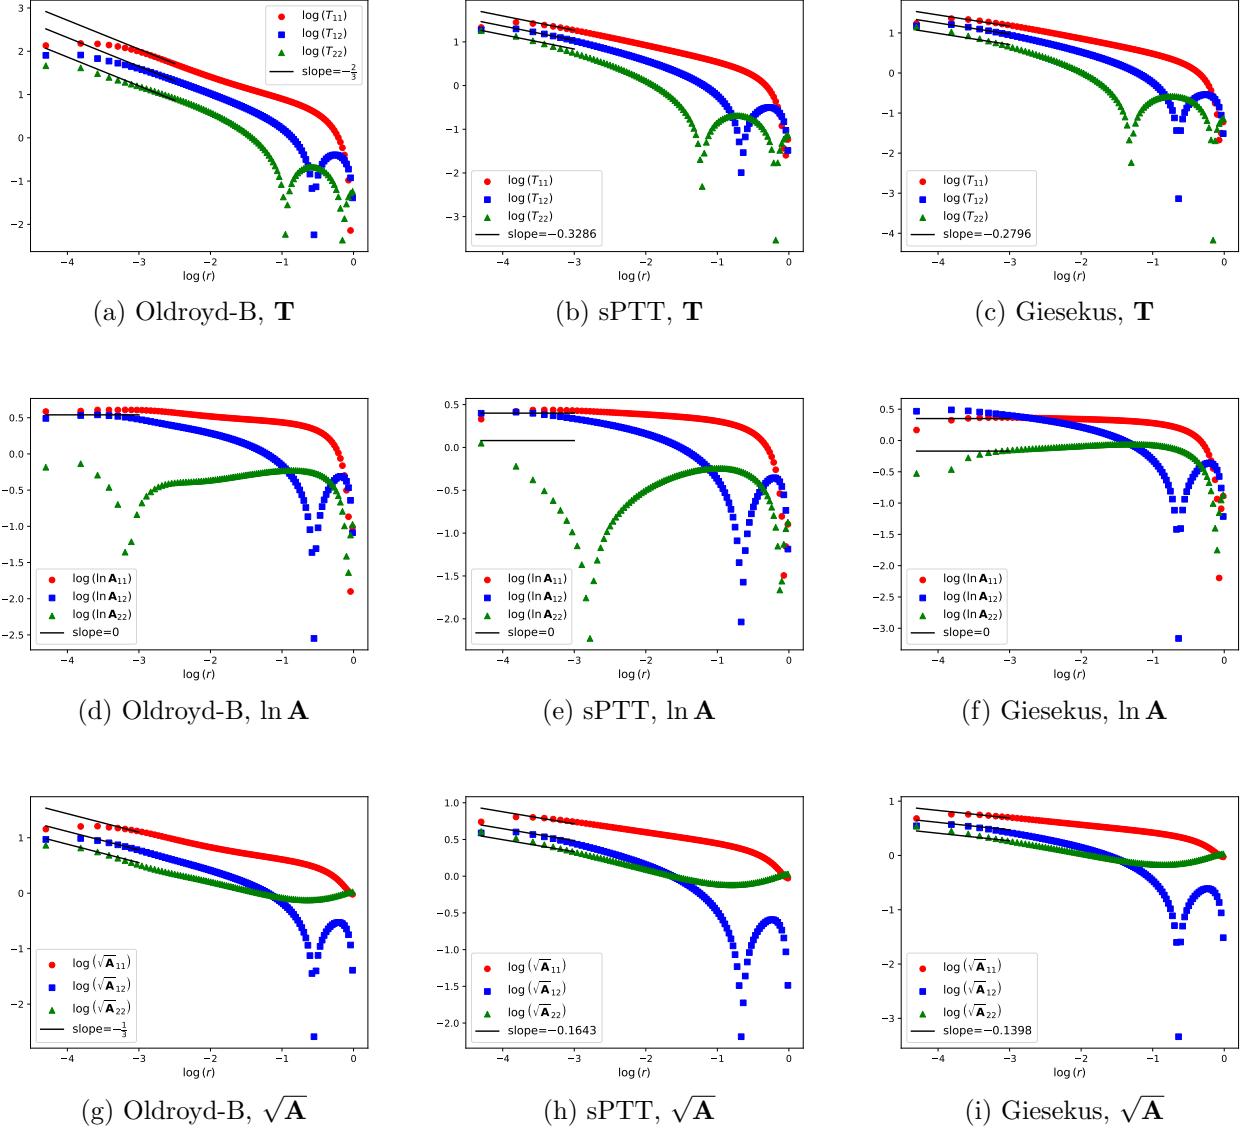 3
2
1
0
−1
−2
−4
−3
−2
−1
0
log (r)
log (T11)
log (T12)
log (T22)
slope=−2/3
(a) Oldroyd-B, T
1
0
−1
−2
−3
−4
−3
−2
−1
0
log (r)
log (T11)
log (T12)
log (T22)
slope=−0.3286
(b) sPTT, T
1
0
−1
−2
−3
−4
−4
−3
−2
−1
0
log (r)
log (T11)
log (T12)
log (T22)
slope=−0.2796
(c) Giesekus, T
0.5
0.0
−0.5
−1.0
−1.5
−2.0
−2.5
−4
−3
−2
−1
0
log (r)
log (ln A11)
log (ln A12)
log (ln A22)
slope=0
(d) Oldroyd-B, ln A
0.5
0.0
−0.5
−1.0
−1.5
−2.0
−4
−3
−2
−1
0
log (r)
log (ln A11)
log (ln A12)
log (ln A22)
slope=0
(e) sPTT, ln A
0.5
0.0
−0.5
−1.0
−1.5
−2.0
−2.5
−3.0
−4
−3
−2
−1
0
log (r)
log (ln A11)
log (ln A12)
log (ln A22)
slope=0
(f) Giesekus, ln A
1
0
−1
−2
−4
−3
−2
−1
0
log (r)
log (√A11)
log (√A12)
log (√A22)
slope=−1/3
(g) Oldroyd-B, √A
1.0
0.5
0.0
−0.5
−1.0
−1.5
−2.0
−4
−3
−2
−1
0
log (r)
log (√A11)
log (√A12)
log (√A22)
slope=−0.1643
(h) sPTT, √A
1
0
−1
−2
−3
−4
−3
−2
−1
0
log (r)
log (√A11)
log (√A12)
log (√A22)
slope=−0.1398
(i) Giesekus, √A